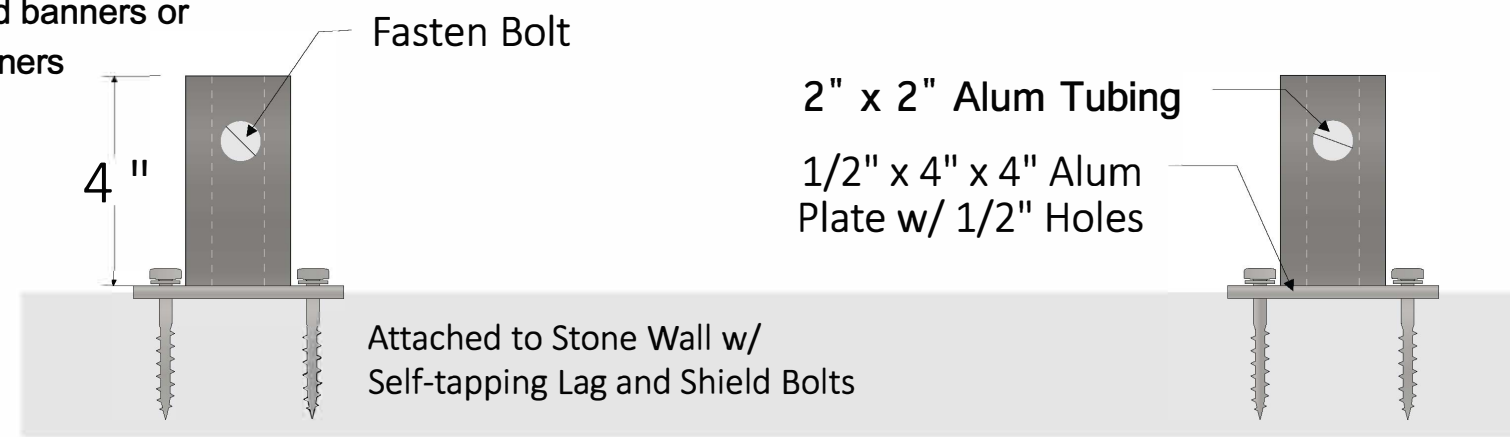 d banners or
ners
Fasten Bolt
4 "
2" x 2" Alum Tubing
1/2" x 4" x 4" Alum
Plate w/ 1/2" Holes
Attached to Stone Wall w/
Self-tapping Lag and Shield Bolts